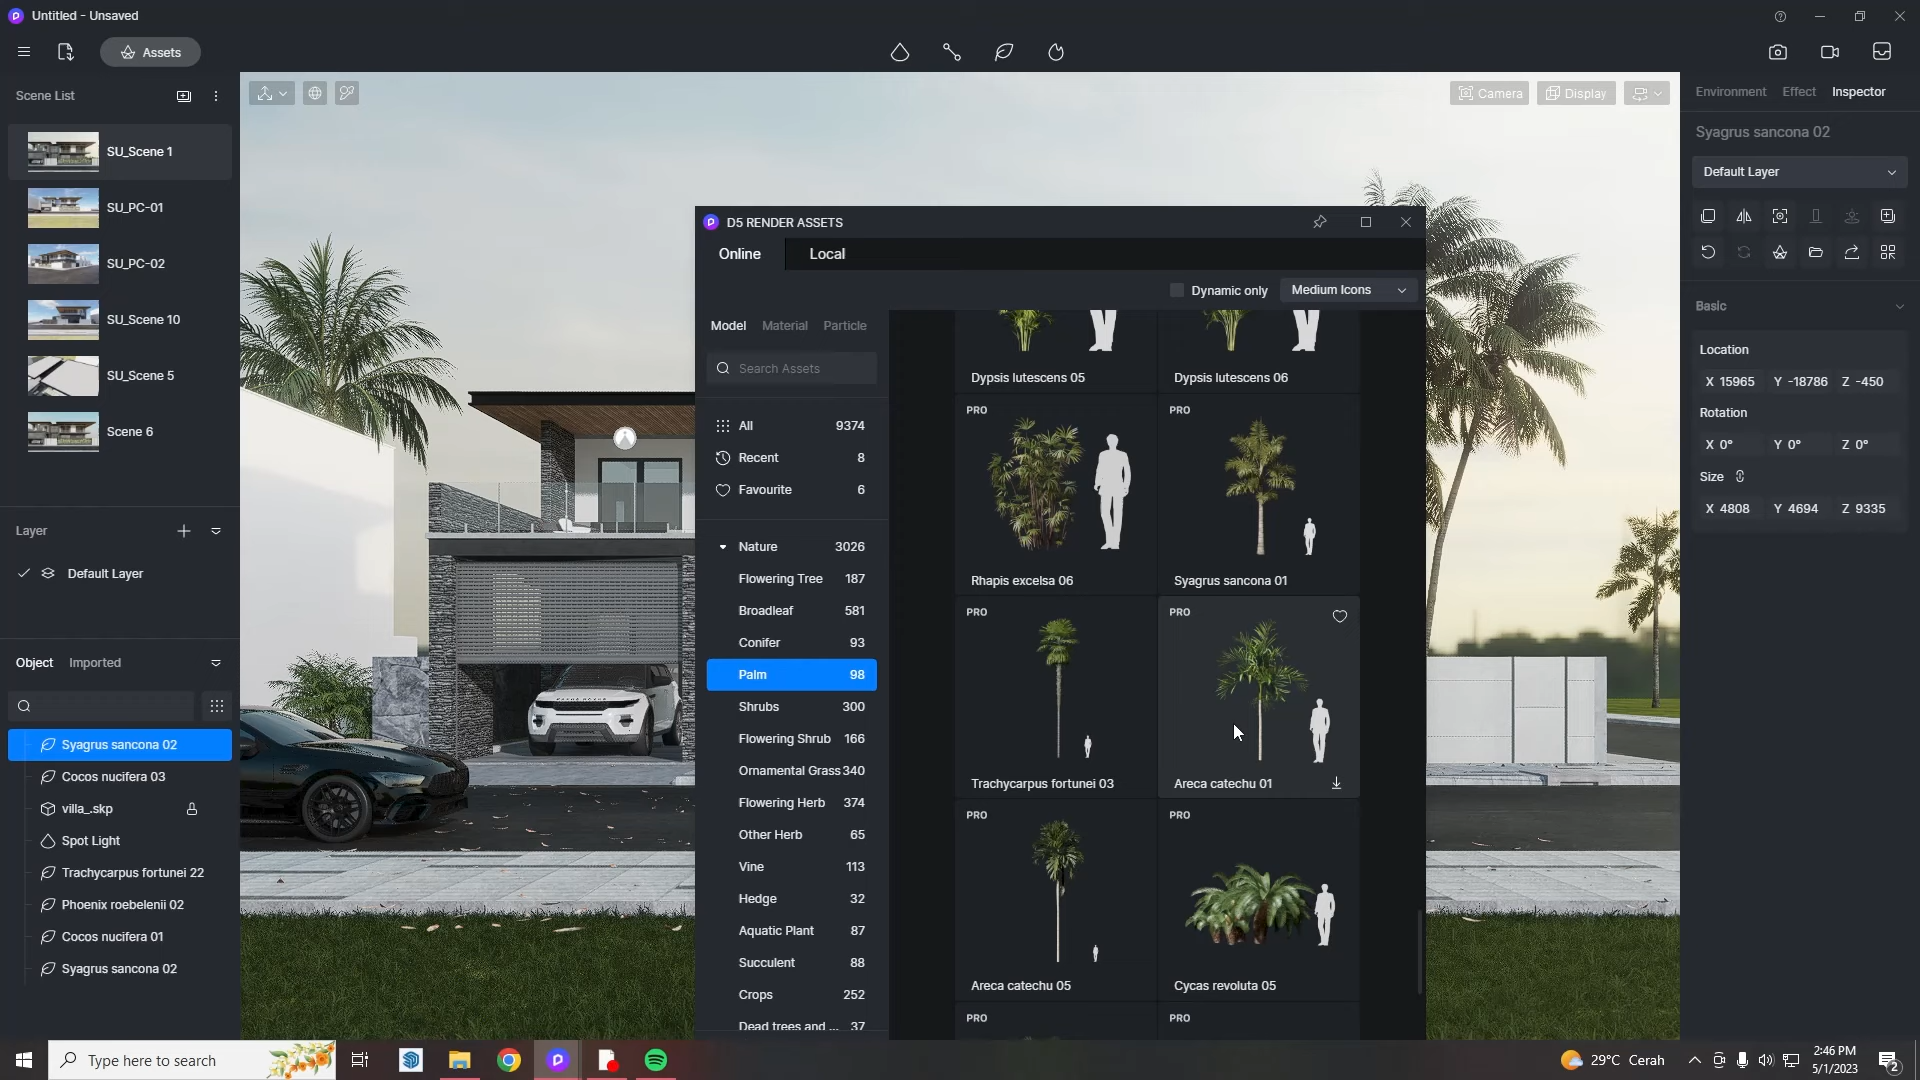 Untitled - Unsaved
Assets
Scene List
SU_Scene 1
SU_PC-01
SU_PC-02
SU_Scene 10
SU_Scene 5
Scene 6
Layer
Default Layer
Object Imported
Syagrus sancona 02
Cocos nucifera 03
villa_.skp
Spot Light
Trachycarpus fortunei 22
Phoenix roebelenii 02
Cocos nucifera 01
Syagrus sancona 02
Camera Display
D5 RENDER ASSETS
Online Local
Dynamic only Medium Icons
Model Material Particle
Search Assets
All 9374
Recent 8
Favourite 6
Nature 3026
Flowering Tree 187
Broadleaf 581
Conifer 93
Palm 98
Shrubs 300
Flowering Shrub 166
Ornamental Grass 340
Flowering Herb 374
Other Herb 65
Vine 113
Hedge 32
Aquatic Plant 87
Succulent 88
Crops 252
Dead trees and ... 37
Dypsis lutescens 05 Dypsis lutescens 06
PRO PRO
Rhapis excelsa 06 Syagrus sancona 01
PRO PRO
Trachycarpus fortunei 03 Areca catechu 01
PRO PRO
Areca catechu 05 Cycas revoluta 05
PRO PRO
Environment Effect Inspector
Syagrus sancona 02
Default Layer
Basic
Location
X 15965 Y -18786 Z -450
Rotation
X 0° Y 0° Z 0°
Size
X 4808 Y 4694 Z 9335
Type here to search
29°C Cerah
2:46 PM
5/1/2023
2